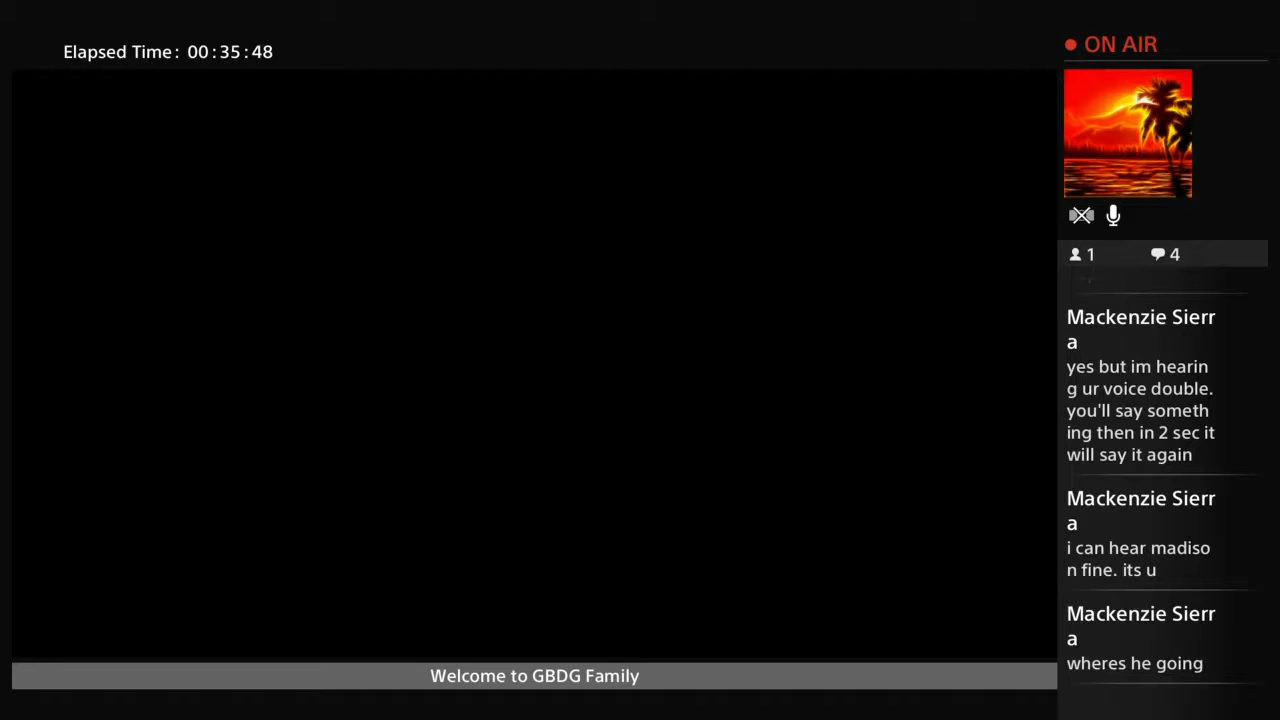 Elapsed Time: 00:35:48
ON AIR
1 4
Mackenzie Sierr
a
yes but im hearin
g ur voice double.
you'll say someth
ing then in 2 sec it
will say it again
Mackenzie Sierr
a
i can hear madiso
n fine. its u
Mackenzie Sierr
a
wheres he going
Welcome to GBDG Family